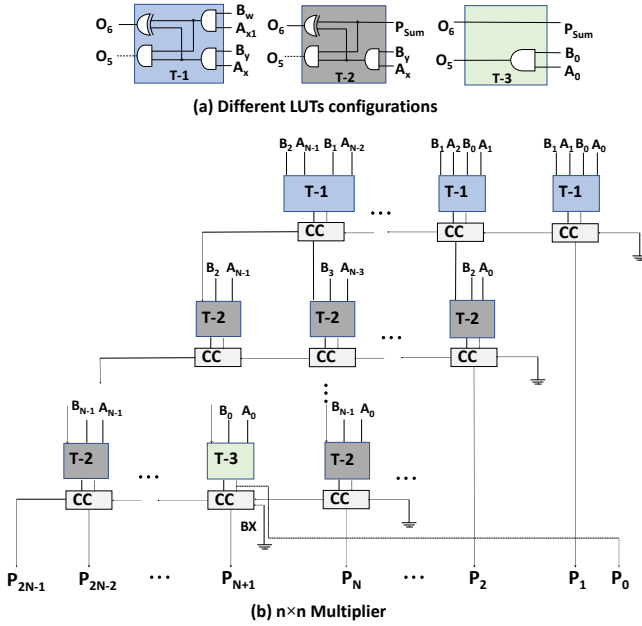 O6 Bw O6 PSum O6 PSum
Ax1
O5 By O5 By O5 B0
T-1 Ax T-2 Ax T-3 A0
(a) Different LUTs configurations
B2 AN-1 B1 AN-2 B1 A2 B0 A1 B1 A1 B0 A0
T-1 T-1 T-1
CC ... CC CC
B2 AN-1 B3 AN-3 B2 A0
T-2 T-2 ... T-2
CC CC CC
BN-1 AN-1 B0 A0 BN-1 A0
T-2 ... T-3 T-2 ...
CC CC CC
BX
P2N-1 P2N-2 ... PN+1 PN ... P2 P1 P0
(b) n×n Multiplier